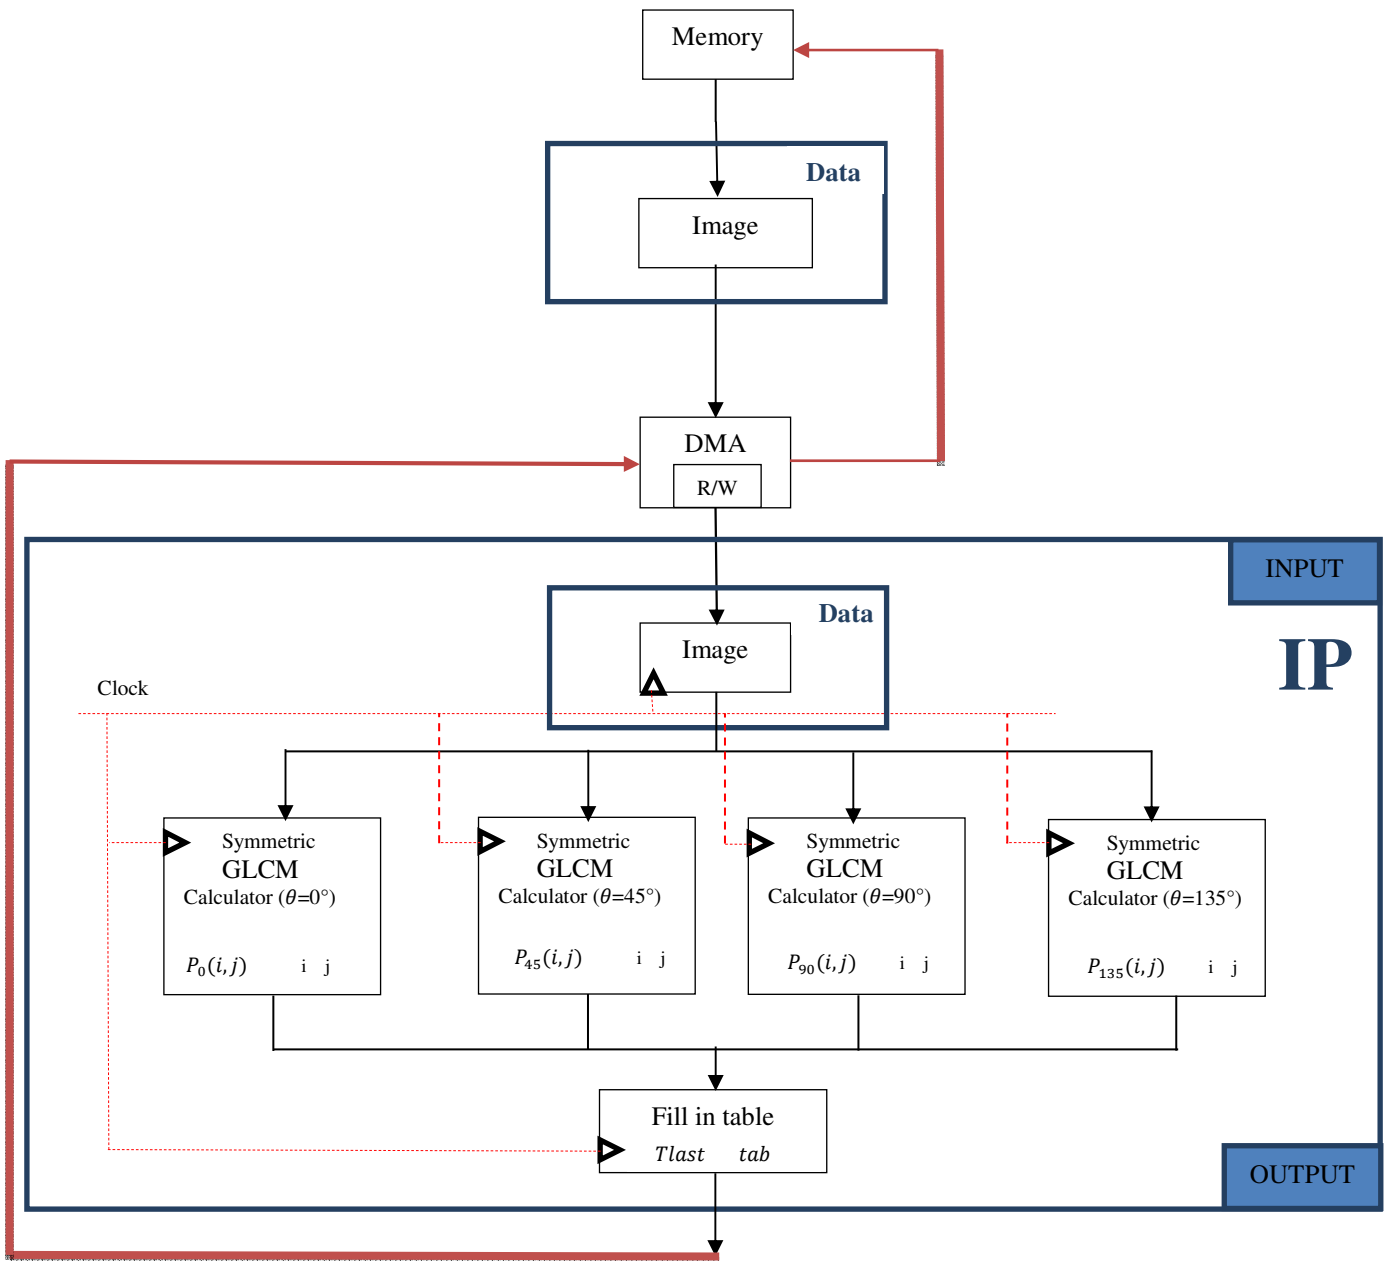 Memory
Data
Image
DMA
R/W
INPUT
Data
IP
Image
Clock
Symmetric
GLCM
Calculator (θ=0°)
P₀(i,j) i j
Symmetric
GLCM
Calculator (θ=45°)
P₄₅(i,j) i j
Symmetric
GLCM
Calculator (θ=90°)
P₉₀(i,j) i j
Symmetric
GLCM
Calculator (θ=135°)
P₁₃₅(i,j) i j
Fill in table
Tlast tab
OUTPUT